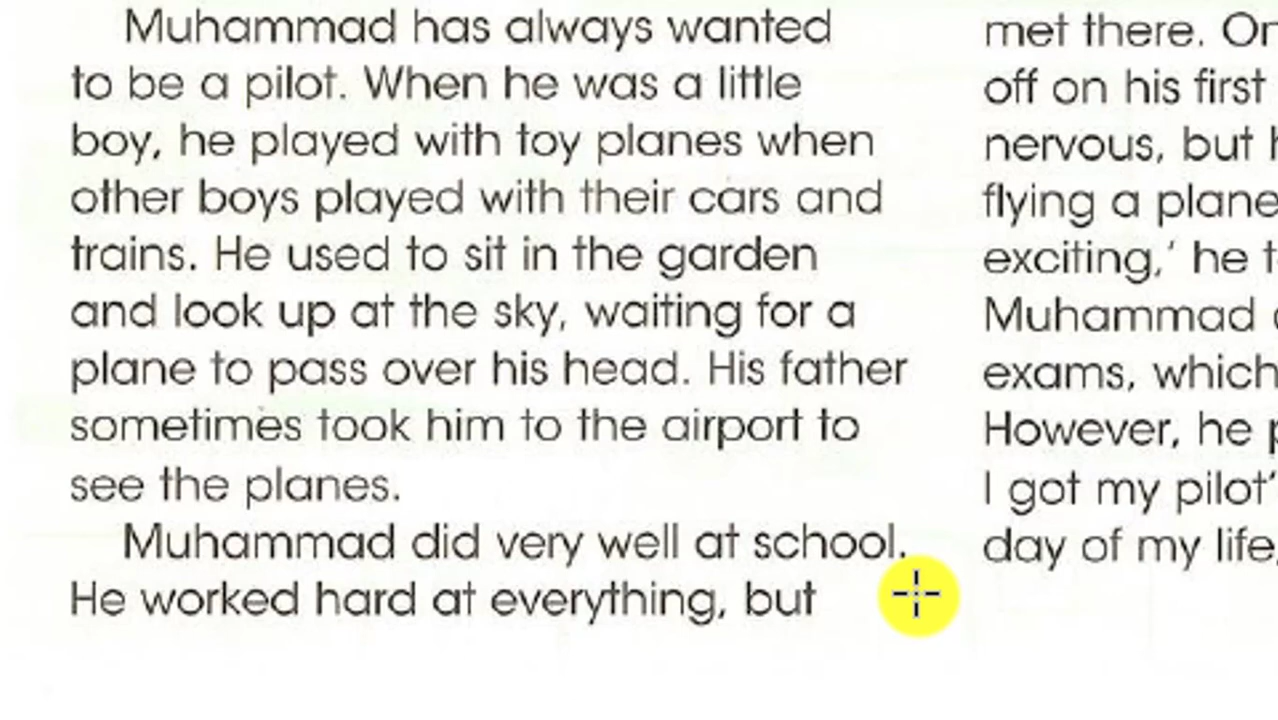 Muhammad has always wanted
to be a pilot. When he was a little
boy, he played with toy planes when
other boys played with their cars and
trains. He used to sit in the garden
and look up at the sky, waiting for a
plane to pass over his head. His father
sometimes took him to the airport to
see the planes.
Muhammad did very well at school.
He worked hard at everything, but
met there. On
off on his first
nervous, but
flying a plane
exciting,' he
Muhammad
exams, which
However, he
I got my pilot'
day of my life,